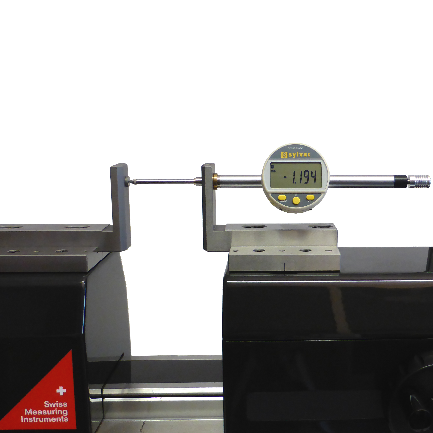 sylvac
-1.194
Swiss
Measuring
Instruments